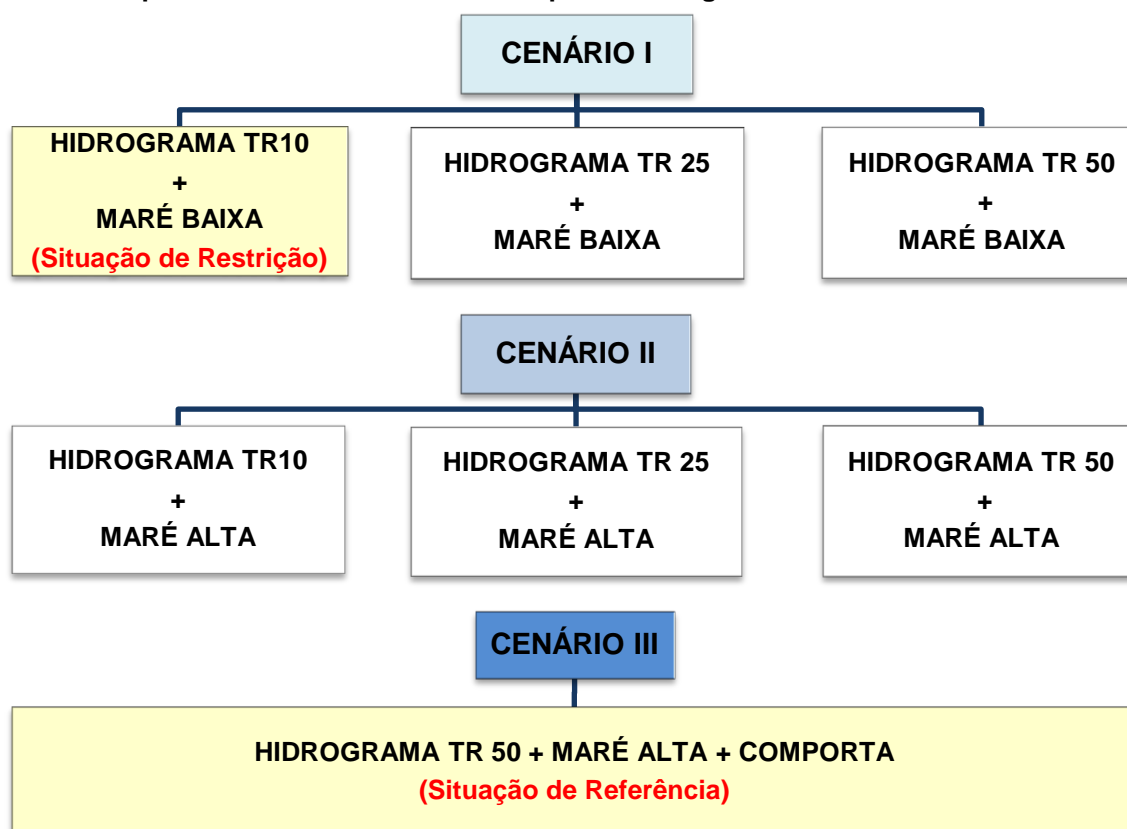 CENÁRIO I
HIDROGRAMA TR10
+
MARÉ BAIXA
(Situação de Restrição)
HIDROGRAMA TR 25
+
MARÉ BAIXA
HIDROGRAMA TR 50
+
MARÉ BAIXA
CENÁRIO II
HIDROGRAMA TR10
+
MARÉ ALTA
HIDROGRAMA TR 25
+
MARÉ ALTA
HIDROGRAMA TR 50
+
MARÉ ALTA
CENÁRIO III
HIDROGRAMA TR 50 + MARÉ ALTA + COMPORTA
(Situação de Referência)